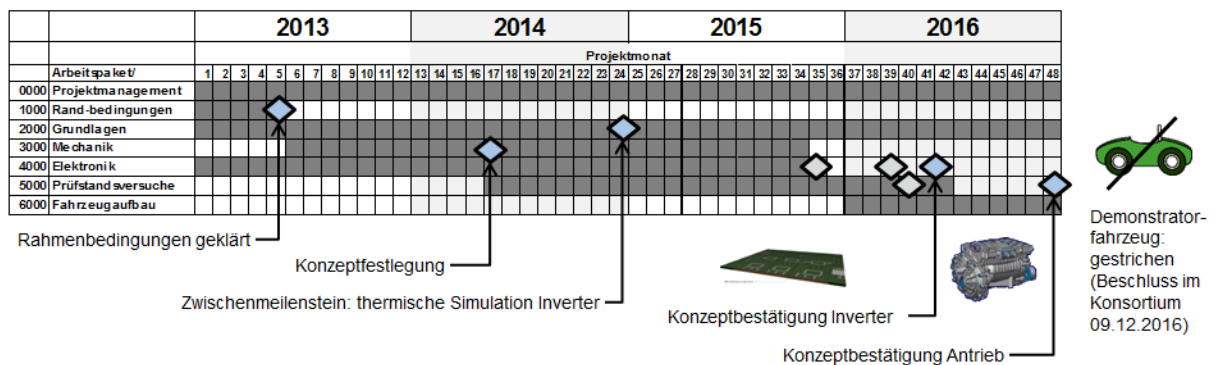 2013 2014 2015 2016
Projektmonat
Arbeitspaket/ 1 2 3 4 5 6 7 8 9 10 11 12 13 14 15 16 17 18 19 20 21 22 23 24 25 26 27 28 29 30 31 32 33 34 35 36 37 38 39 40 41 42 43 44 45 46 47 48
0000 Projektmanagement
1000 Rand-bedingungen
2000 Grundlagen
3000 Mechanik
4000 Elektronik
5000 Prüfstandsversuche
6000 Fahrzeugaufbau
Rahmenbedingungen geklärt
Konzeptfestlegung
Zwischenmeilenstein: thermische Simulation Inverter
Konzeptbestätigung Inverter
Konzeptbestätigung Antrieb
Demonstrator-
fahrzeug:
gestrichen
(Beschluss im
Konsortium
09.12.2016)